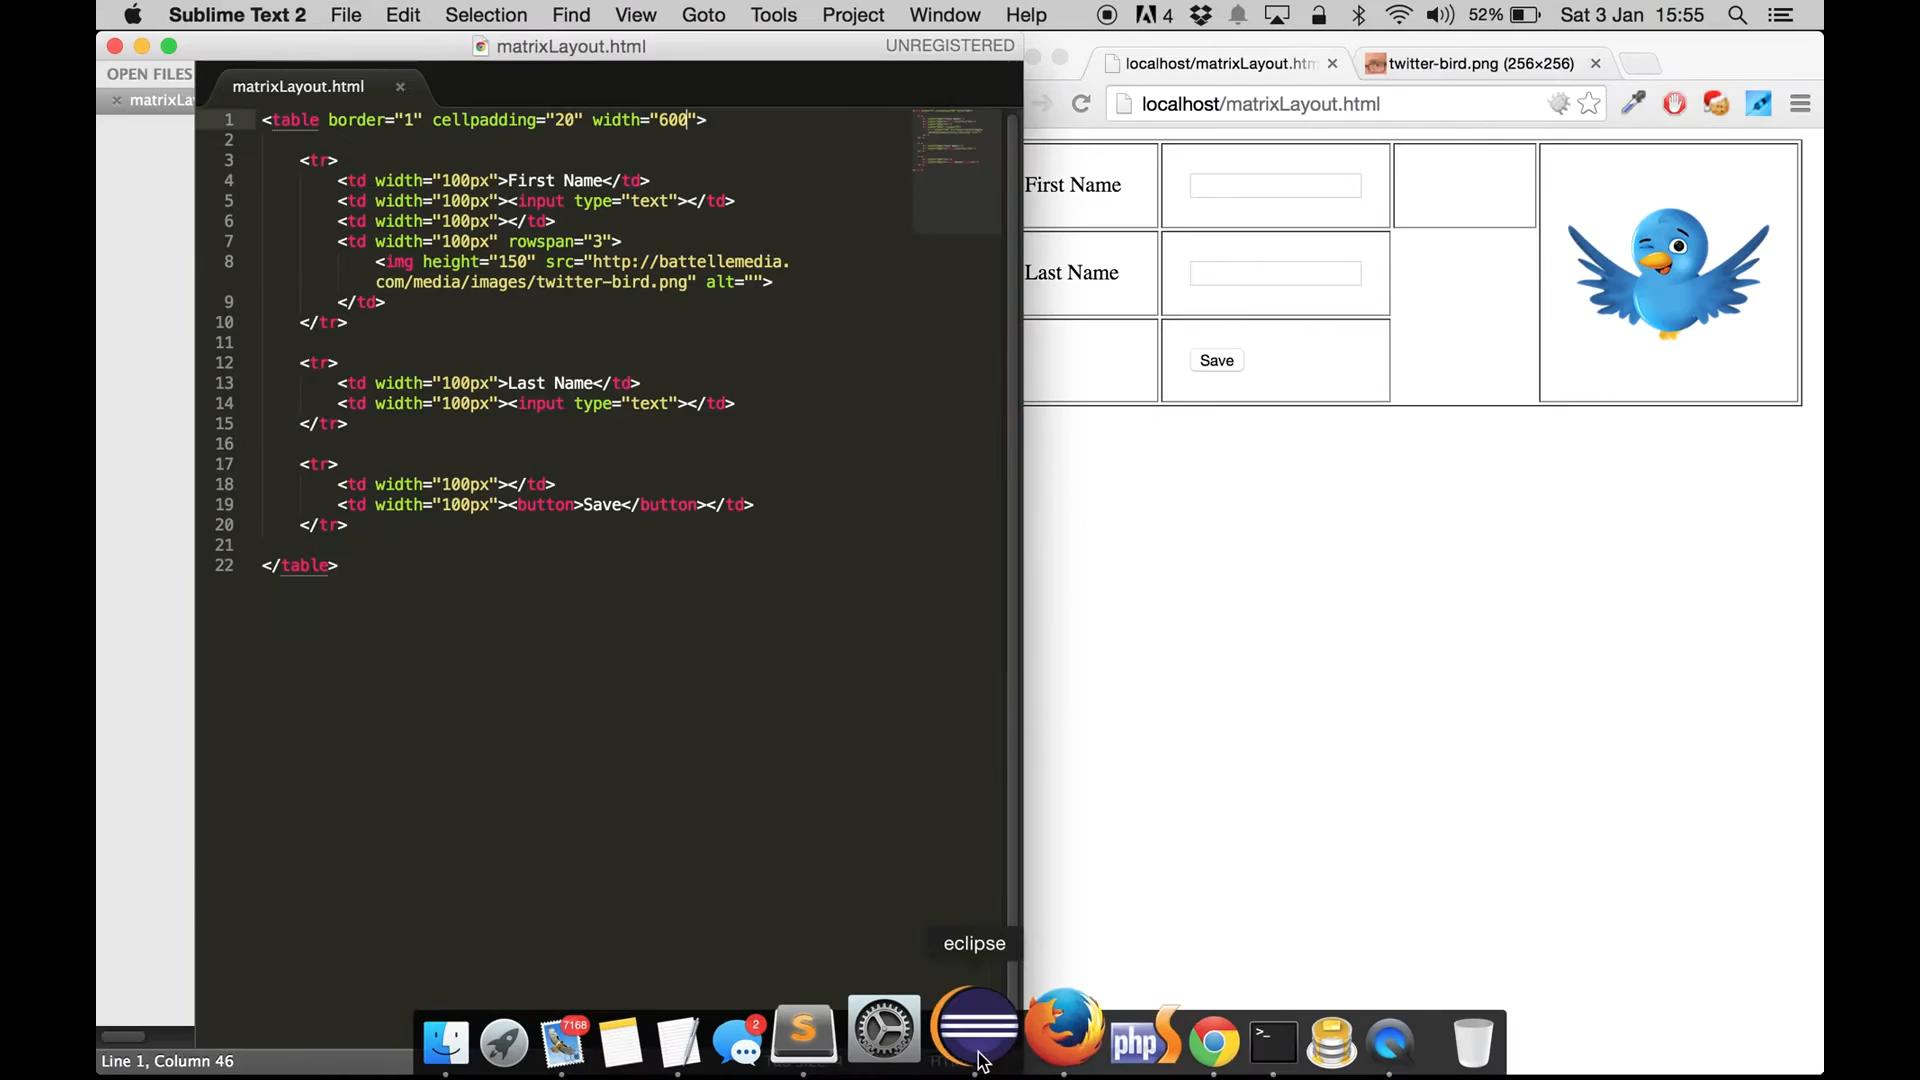 Sublime Text 2 File Edit Selection Find View Goto Tools Project Window Help 4 52% Sat 3 Jan 15:55
matrixLayout.html UNREGISTERED
OPEN FILES
matrixLa
matrixLayout.html
1 <table border="1" cellpadding="20" width="600">
2
3 <tr>
4 <td width="100px">First Name</td>
5 <td width="100px"><input type="text"></td>
6 <td width="100px"></td>
7 <td width="100px" rowspan="3">
8 <img height="150" src="http://battellemedia.
com/media/images/twitter-bird.png" alt="">
9 </td>
10 </tr>
11
12 <tr>
13 <td width="100px">Last Name</td>
14 <td width="100px"><input type="text"></td>
15 </tr>
16
17 <tr>
18 <td width="100px"></td>
19 <td width="100px"><button>Save</button></td>
20 </tr>
21
22 </table>
Line 1, Column 46
localhost/matrixLayout.htm
twitter-bird.png (256×256)
localhost/matrixLayout.html
First Name
Last Name
Save
eclipse
7168
2
S
php
>_